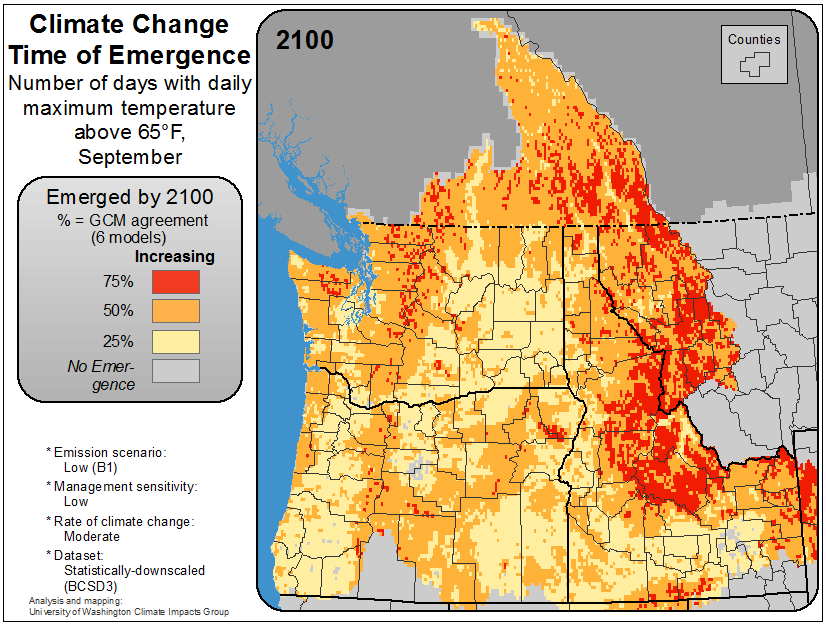 Climate Change
Time of Emergence
Number of days with daily
maximum temperature
above 65°F,
September
Emerged by 2100
% = GCM agreement
(6 models)
Increasing
75%
50%
25%
No Emer-
gence
* Emission scenario:
Low (B1)
* Management sensitivity:
Low
* Rate of climate change:
Moderate
* Dataset:
Statistically-downscaled
(BCSD3)
Analysis and mapping:
University of Washington Climate Impacts Group
2100
Counties